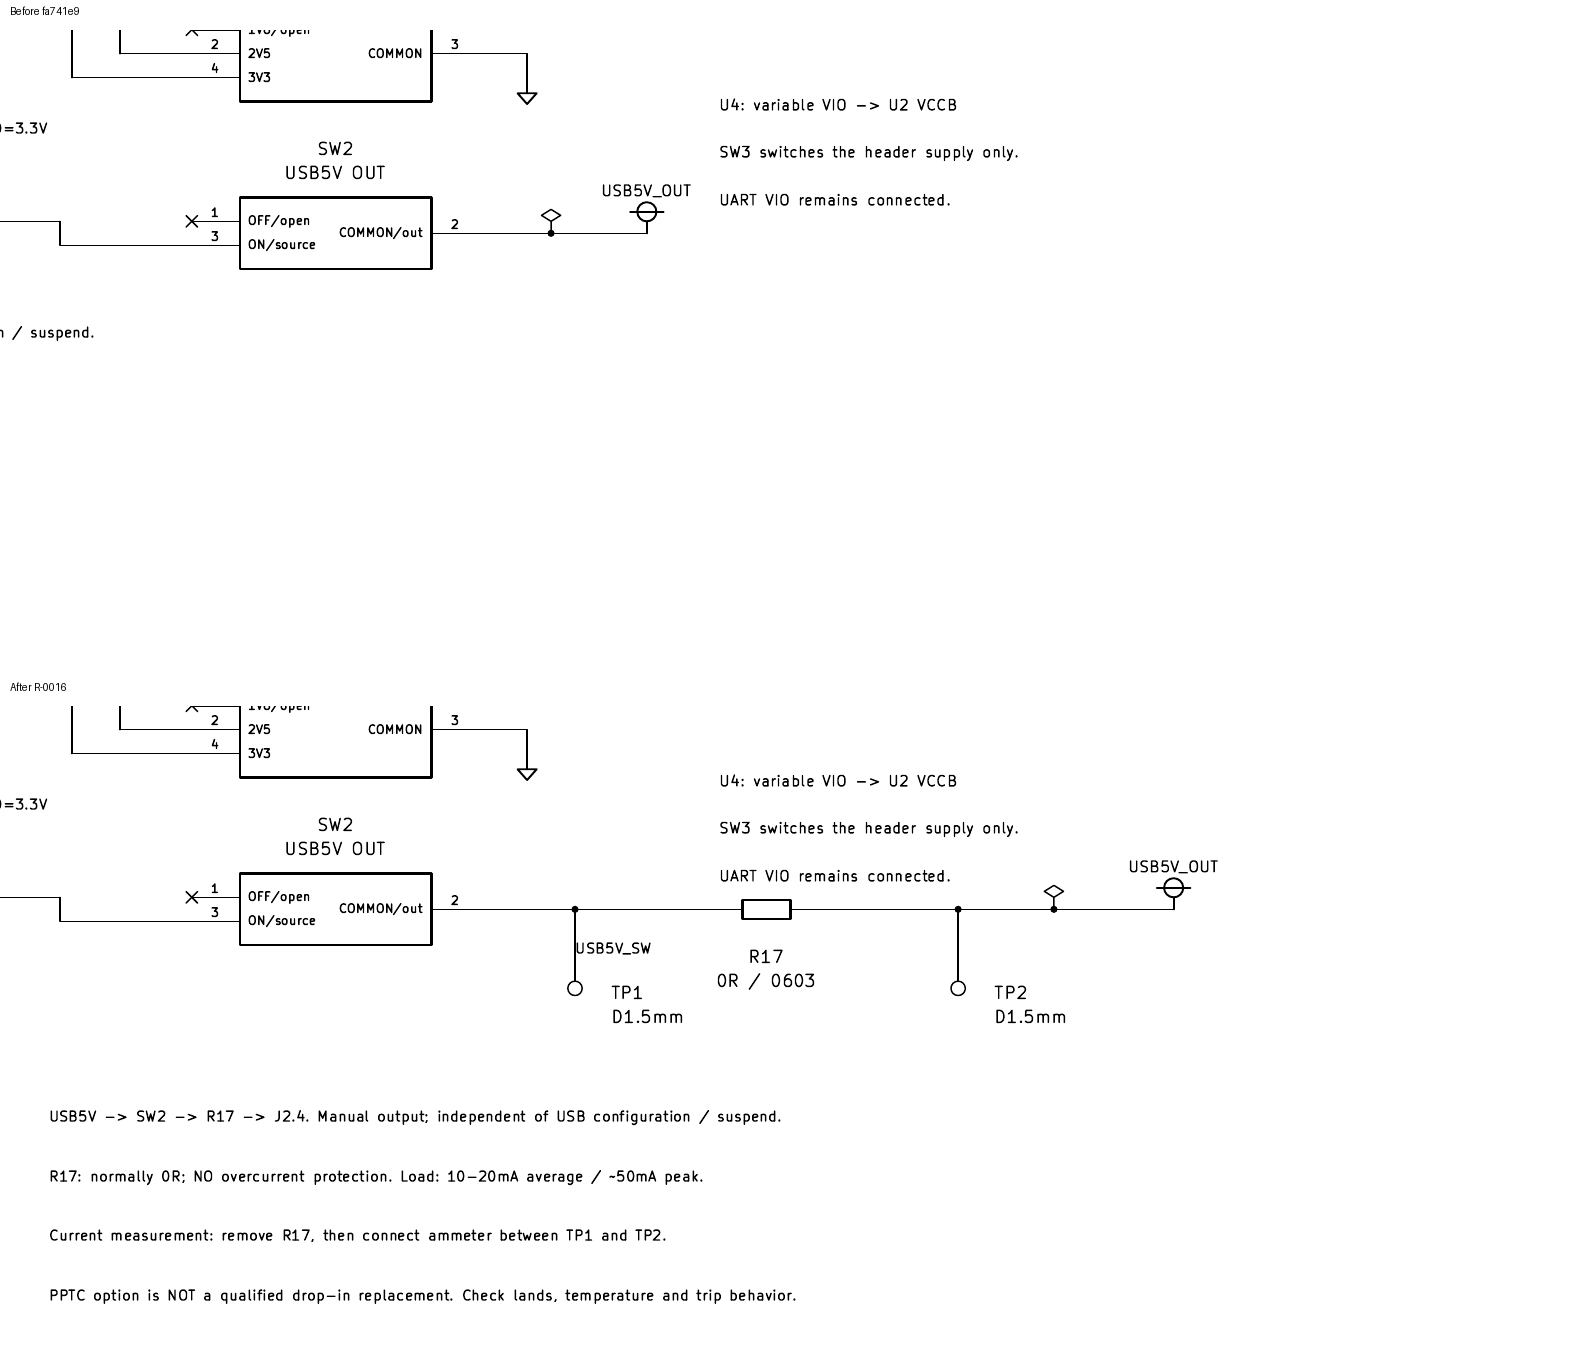 Before fa741e9
2
2V5
COMMON
3
4
3V3
U4: variable VIO -> U2 VCCB
=3.3V
SW2
SW3 switches the header supply only.
USB5V OUT
USB5V_OUT
UART VIO remains connected.
1
OFF/open
COMMON/out
2
3
ON/source
/ suspend.
After R-0016
2
2V5
COMMON
3
4
3V3
U4: variable VIO -> U2 VCCB
=3.3V
SW2
SW3 switches the header supply only.
USB5V OUT
USB5V_OUT
UART VIO remains connected.
1
OFF/open
COMMON/out
2
3
ON/source
USB5V_SW
R17
0R / 0603
TP1
D1.5mm
TP2
D1.5mm
USB5V -> SW2 -> R17 -> J2.4. Manual output; independent of USB configuration / suspend.
R17: normally 0R; NO overcurrent protection. Load: 10-20mA average / ~50mA peak.
Current measurement: remove R17, then connect ammeter between TP1 and TP2.
PPTC option is NOT a qualified drop-in replacement. Check lands, temperature and trip behavior.